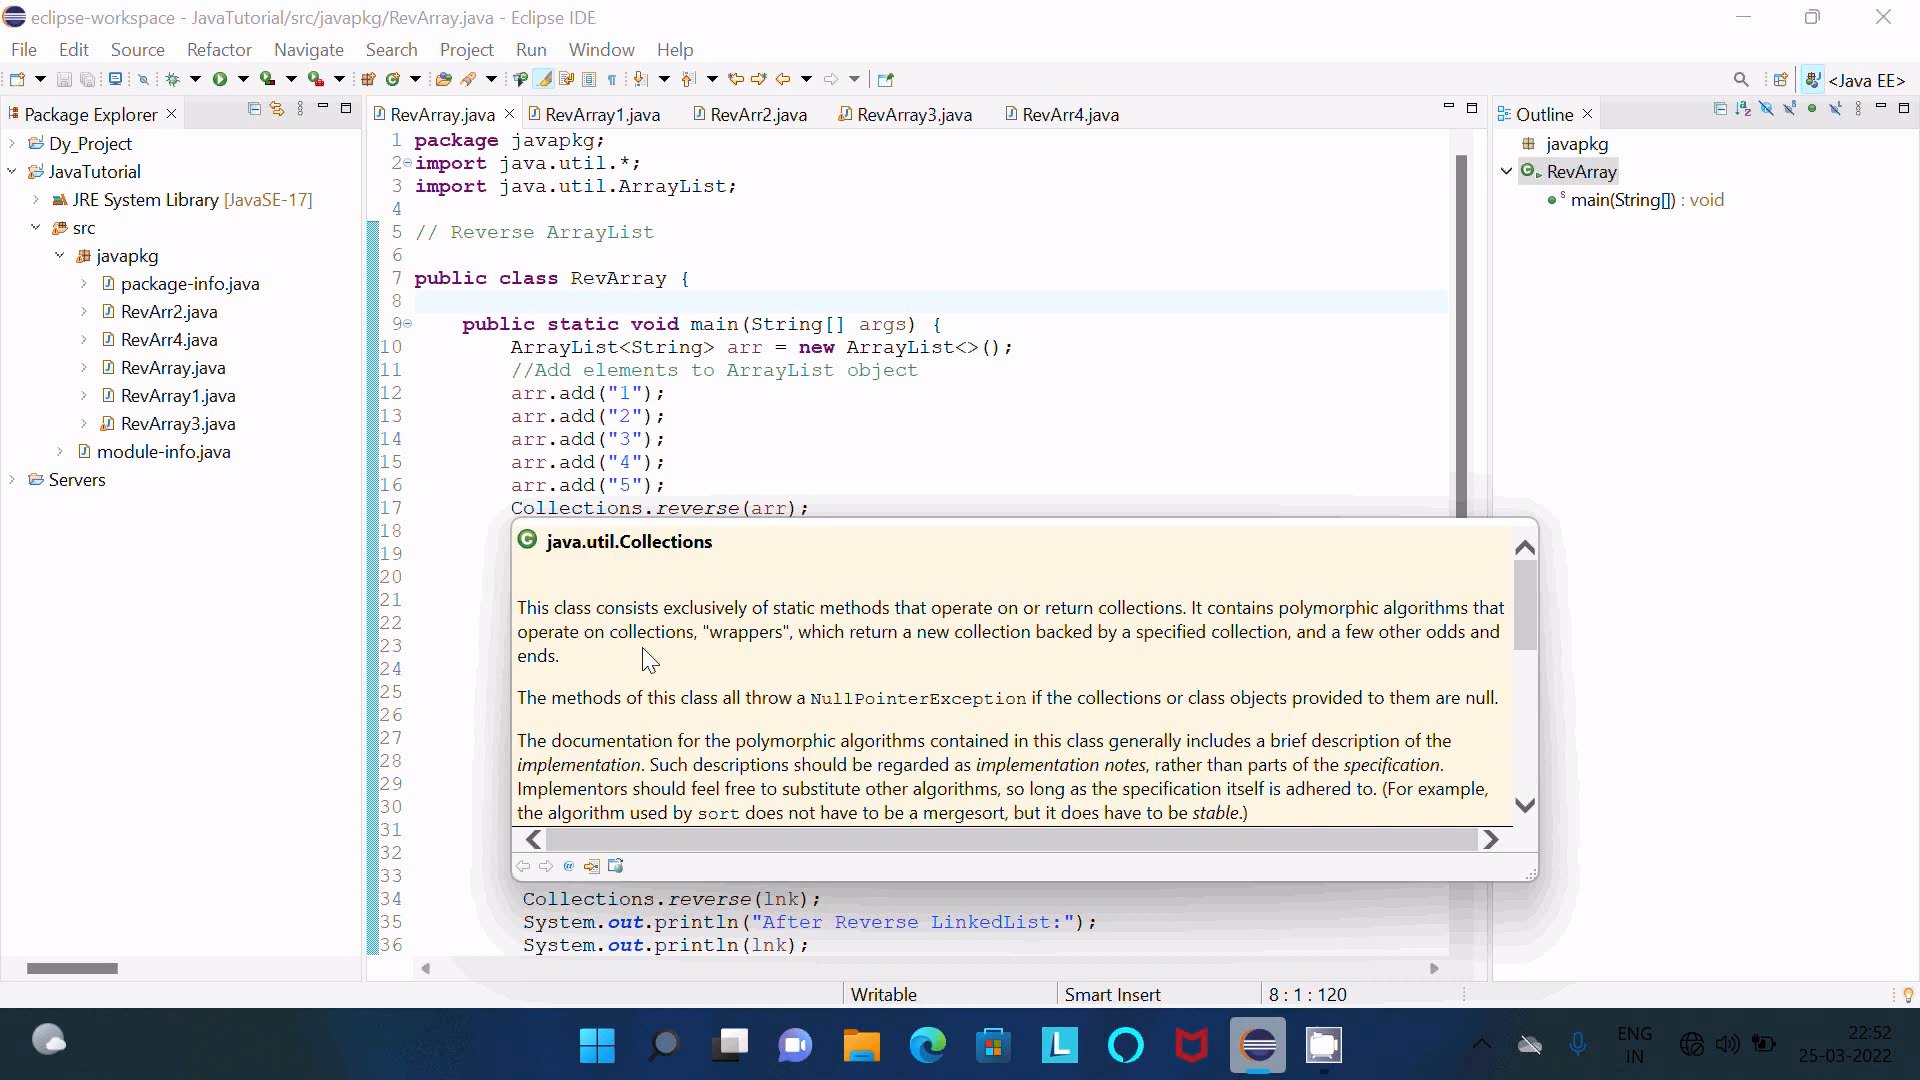 eclipse-workspace - JavaTutorial/src/javapkg/RevArray.java - Eclipse IDE
File Edit Source Refactor Navigate Search Project Run Window Help
<Java EE>
Package Explorer
Dy_Project
JavaTutorial
JRE System Library [JavaSE-17]
src
javapkg
package-info.java
RevArr2.java
RevArr4.java
RevArray.java
RevArray1.java
RevArray3.java
module-info.java
Servers
RevArray.java RevArray1.java RevArr2.java RevArray3.java RevArr4.java
1 package javapkg;
2 import java.util.*;
3 import java.util.ArrayList;
4
5 // Reverse ArrayList
6
7 public class RevArray {
8
9 public static void main(String[] args) {
10 ArrayList<String> arr = new ArrayList<>();
11 //Add elements to ArrayList object
12 arr.add("1");
13 arr.add("2");
14 arr.add("3");
15 arr.add("4");
16 arr.add("5");
17 Collections.reverse(arr);
18
19
20
21
22
23
24
25
26
27
28
29
30
31
32
33
java.util.Collections
This class consists exclusively of static methods that operate on or return collections. It contains polymorphic algorithms that
operate on collections, "wrappers", which return a new collection backed by a specified collection, and a few other odds and
ends.
The methods of this class all throw a NullPointerException if the collections or class objects provided to them are null.
The documentation for the polymorphic algorithms contained in this class generally includes a brief description of the
implementation. Such descriptions should be regarded as implementation notes, rather than parts of the specification.
Implementors should feel free to substitute other algorithms, so long as the specification itself is adhered to. (For example,
the algorithm used by sort does not have to be a mergesort, but it does have to be stable.)
34 Collections.reverse(lnk);
35 System.out.println("After Reverse LinkedList:");
36 System.out.println(lnk);
Outline
javapkg
RevArray
main(String[]) : void
Writable Smart Insert 8 : 1 : 120
ENG
IN
22:52
25-03-2022